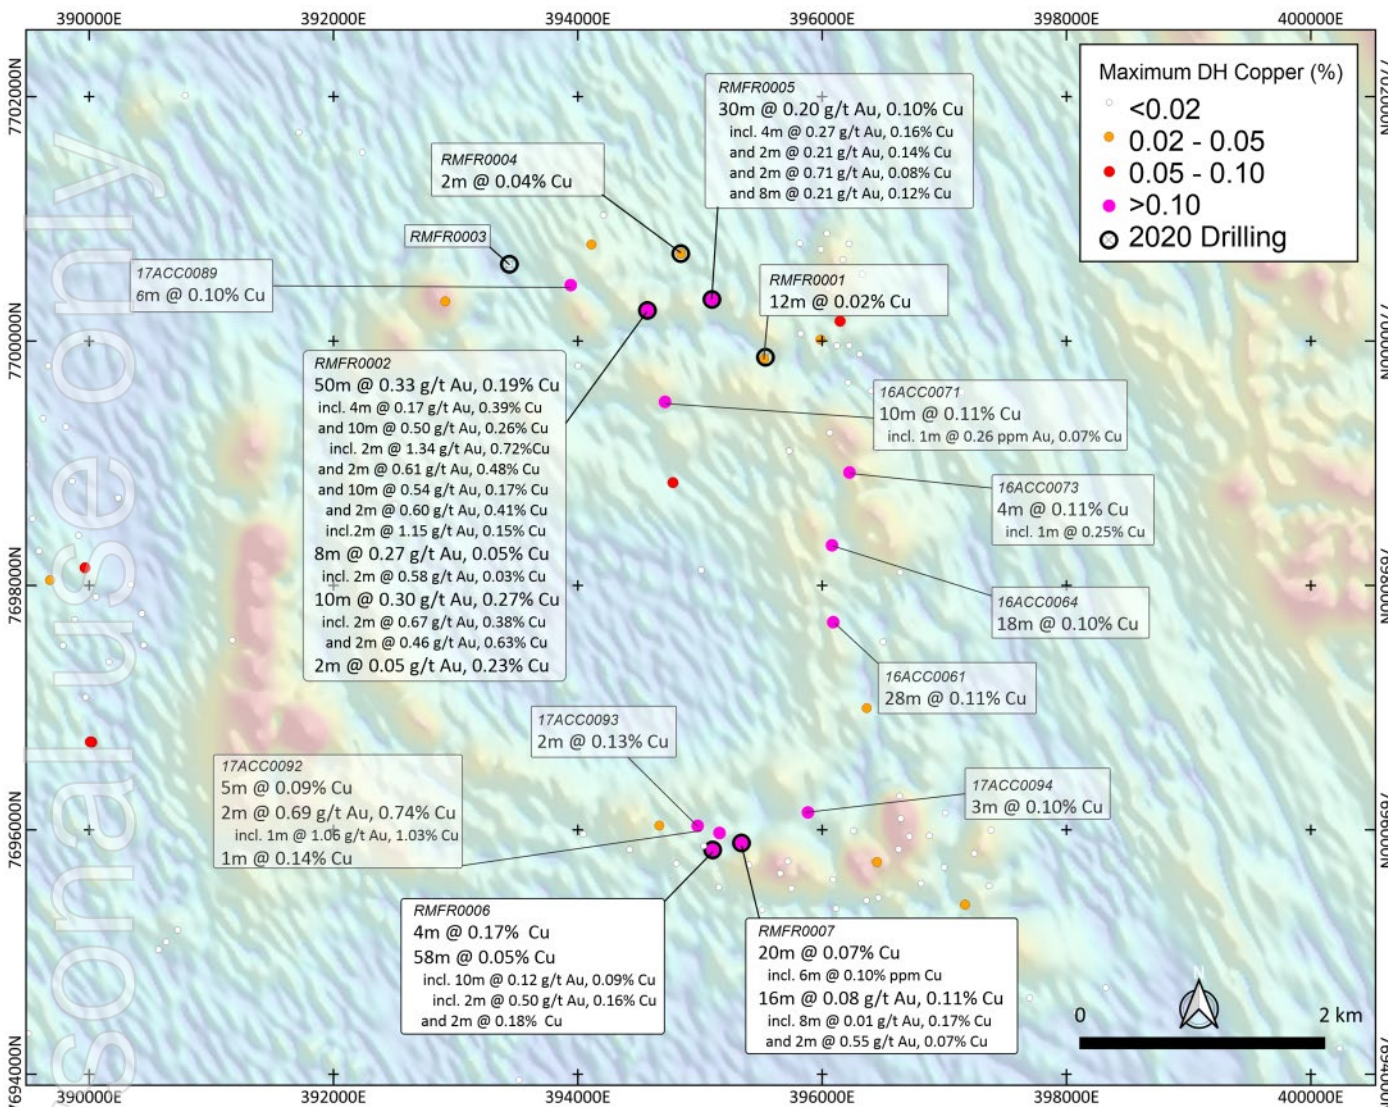 390000E
392000E
394000E
396000E
398000E
400000E
7702000N
7702000N
Maximum DH Copper (%)
<0.02
0.02 - 0.05
0.05 - 0.10
>0.10
2020 Drilling
RMFR0005
30m @ 0.20 g/t Au, 0.10% Cu
incl. 4m @ 0.27 g/t Au, 0.16% Cu
and 2m @ 0.21 g/t Au, 0.14% Cu
and 2m @ 0.71 g/t Au, 0.08% Cu
and 8m @ 0.21 g/t Au, 0.12% Cu
RMFR0004
2m @ 0.04% Cu
RMFR0003
17ACC0089
6m @ 0.10% Cu
RMFR0001
12m @ 0.02% Cu
7700000N
7700000N
RMFR0002
50m @ 0.33 g/t Au, 0.19% Cu
incl. 4m @ 0.17 g/t Au, 0.39% Cu
and 10m @ 0.50 g/t Au, 0.26% Cu
incl. 2m @ 1.34 g/t Au, 0.72%Cu
and 2m @ 0.61 g/t Au, 0.48% Cu
and 10m @ 0.54 g/t Au, 0.17% Cu
and 2m @ 0.60 g/t Au, 0.41% Cu
incl.2m @ 1.15 g/t Au, 0.15% Cu
8m @ 0.27 g/t Au, 0.05% Cu
incl. 2m @ 0.58 g/t Au, 0.03% Cu
10m @ 0.30 g/t Au, 0.27% Cu
incl. 2m @ 0.67 g/t Au, 0.38% Cu
and 2m @ 0.46 g/t Au, 0.63% Cu
2m @ 0.05 g/t Au, 0.23% Cu
16ACC0071
10m @ 0.11% Cu
incl. 1m @ 0.26 ppm Au, 0.07% Cu
16ACC0073
4m @ 0.11% Cu
incl. 1m @ 0.25% Cu
7698000N
7698000N
16ACC0064
18m @ 0.10% Cu
16ACC0061
28m @ 0.11% Cu
17ACC0093
2m @ 0.13% Cu
17ACC0092
5m @ 0.09% Cu
2m @ 0.69 g/t Au, 0.74% Cu
incl. 1m @ 1.06 g/t Au, 1.03% Cu
1m @ 0.14% Cu
17ACC0094
3m @ 0.10% Cu
7696000N
7696000N
RMFR0006
4m @ 0.17% Cu
58m @ 0.05% Cu
incl. 10m @ 0.12 g/t Au, 0.09% Cu
incl. 2m @ 0.50 g/t Au, 0.16% Cu
and 2m @ 0.18% Cu
RMFR0007
20m @ 0.07% Cu
incl. 6m @ 0.10% ppm Cu
16m @ 0.08 g/t Au, 0.11% Cu
incl. 8m @ 0.01 g/t Au, 0.17% Cu
and 2m @ 0.55 g/t Au, 0.07% Cu
N
0
2 km
7694000N
390000E
392000E
394000E
396000E
398000E
400000E
sonal use only